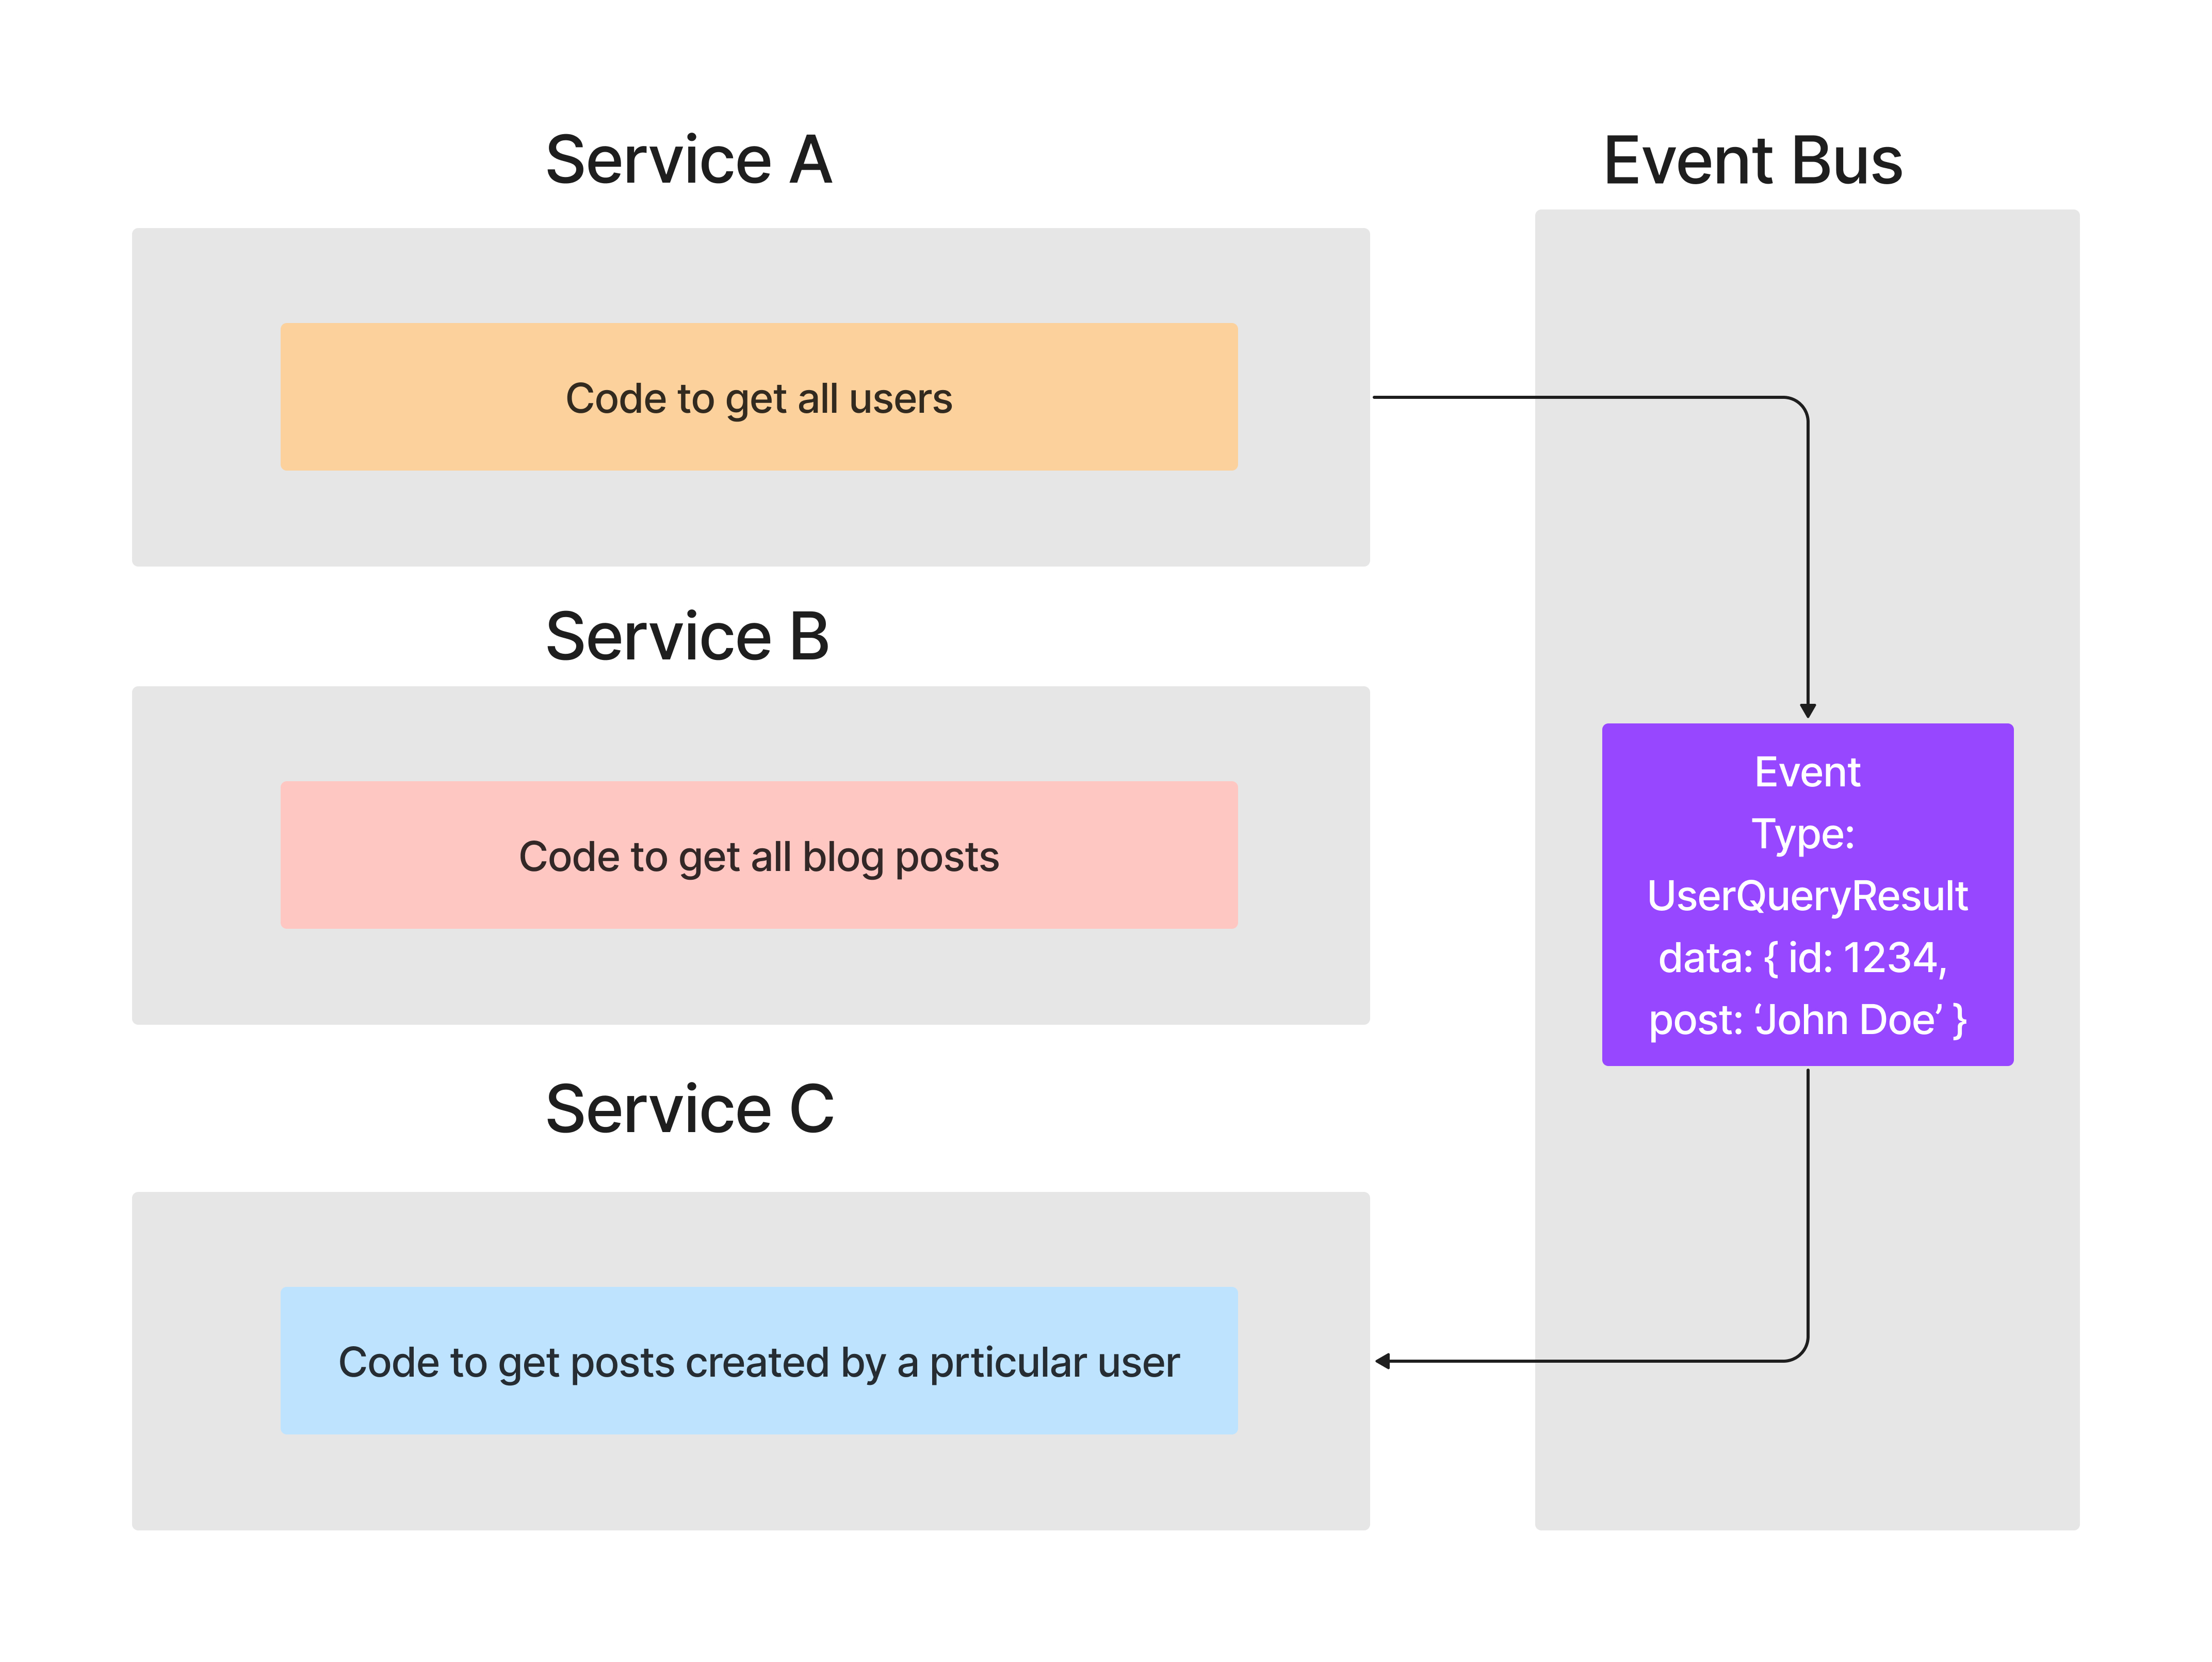 Service A
Event Bus
Code to get all users
Service B
Code to get all blog posts
Event
Type:
UserQueryResult
data: { id: 1234,
post: ‘John Doe’ }
Service C
Code to get posts created by a prticular user